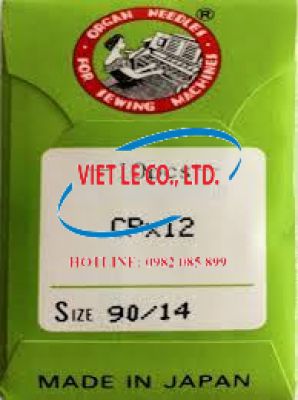 ORGAN NEEDLES
FOR SEWING MACHINES
®
10pcs
VIET LE CO., LTD.
CPx12
HOTLINE: 0982 085 899
SIZE 90/14
MADE IN JAPAN